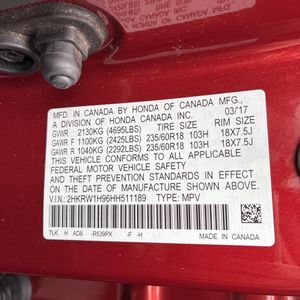 MFD. IN CANADA BY HONDA OF CANADA MFG.,
A DIVISION OF HONDA CANADA INC. 03/17
GVWR 2130KG (4695LBS) TIRE SIZE RIM SIZE
GAWR F 1100KG (2425LBS) 235/60R18 103H 18X7.5J
GAWR R 1040KG (2292LBS) 235/60R18 103H 18X7.5J
THIS VEHICLE CONFORMS TO ALL APPLICABLE
FEDERAL MOTOR VEHICLE SAFETY
AND THEFT PREVENTION STANDARDS IN EFFECT
ON THE DATE OF MANUFACTURE SHOWN ABOVE.
V.I.N: 2HKRW1H96HH511189 TYPE: MPV
TLK H AD8 -R539PX -F -H MADE IN CANADA